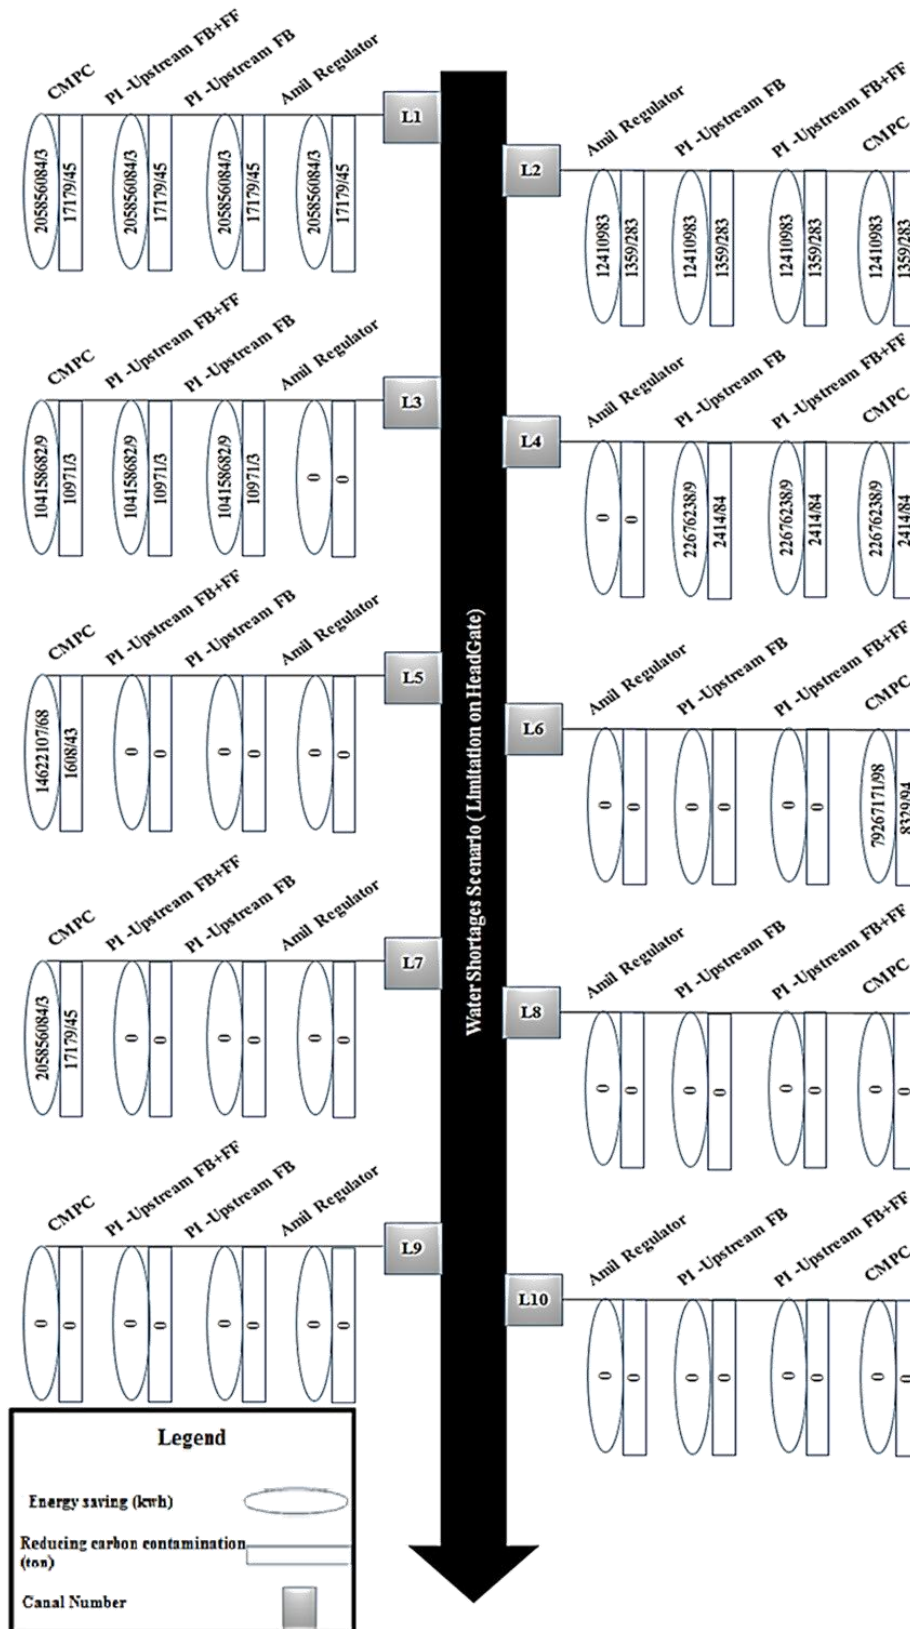 CMPC
PI -Upstream FB+FF
PI -Upstream FB
Amil Regulator
L1
205856084/3
17179/45
205856084/3
17179/45
205856084/3
17179/45
205856084/3
17179/45
Amil Regulator
PI -Upstream FB
PI -Upstream FB+FF
CMPC
L2
12410983
1359/283
12410983
1359/283
12410983
1359/283
12410983
1359/283
CMPC
PI -Upstream FB+FF
PI -Upstream FB
Amil Regulator
L3
104158682/9
10971/3
104158682/9
10971/3
104158682/9
10971/3
0
0
Amil Regulator
PI -Upstream FB
PI -Upstream FB+FF
CMPC
L4
0
0
22676238/9
2414/84
22676238/9
2414/84
22676238/9
2414/84
CMPC
PI -Upstream FB+FF
PI -Upstream FB
Amil Regulator
L5
14622107/68
1608/43
0
0
0
0
0
0
Water Shortages Scenario ( Limitation on HeadGate)
Amil Regulator
PI -Upstream FB
PI -Upstream FB+FF
CMPC
L6
0
0
0
0
0
0
79267171/98
8329/94
CMPC
PI -Upstream FB+FF
PI -Upstream FB
Amil Regulator
L7
205856084/3
17179/45
0
0
0
0
0
0
Amil Regulator
PI -Upstream FB
PI -Upstream FB+FF
CMPC
L8
0
0
0
0
0
0
0
0
CMPC
PI -Upstream FB+FF
PI -Upstream FB
Amil Regulator
L9
0
0
0
0
0
0
0
0
Amil Regulator
PI -Upstream FB
PI -Upstream FB+FF
CMPC
L10
0
0
0
0
0
0
0
0
Legend
Energy saving (kwh)
Reducing carbon contamination
(ton)
Canal Number